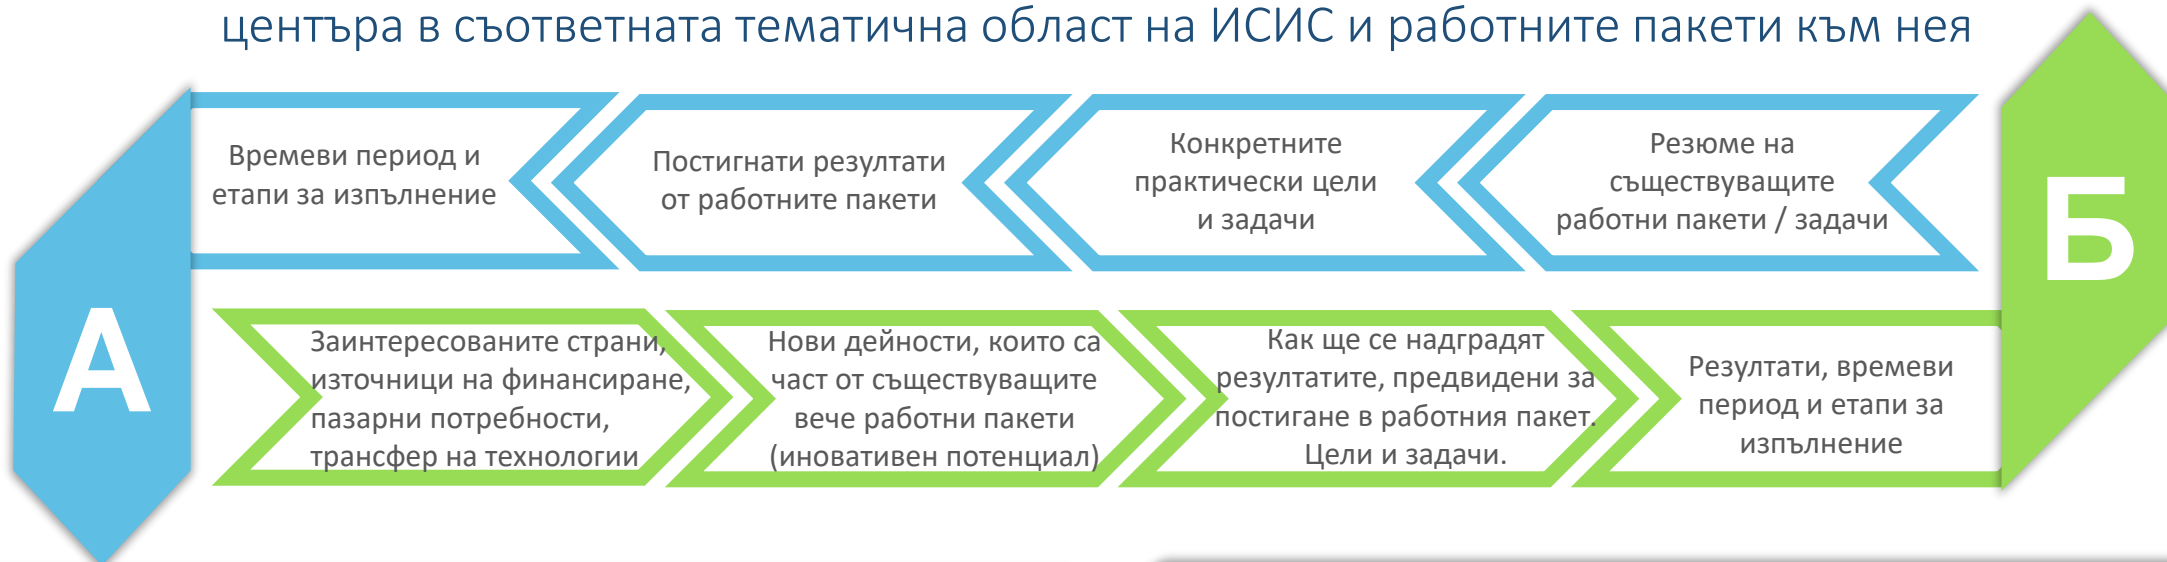 центъра в съответната тематична област на ИСИС и работните пакети към нея
А
Времеви период и
етапи за изпълнение
Постигнати резултати
от работните пакети
Конкретните
практически цели
и задачи
Резюме на
съществуващите
работни пакети / задачи
Б
Заинтересованите страни,
източници на финансиране,
пазарни потребности,
трансфер на технологии
Нови дейности, които са
част от съществуващите
вече работни пакети
(иновативен потенциал)
Как ще се надградят
резултатите, предвидени за
постигане в работния пакет.
Цели и задачи.
Резултати, времеви
период и етапи за
изпълнение